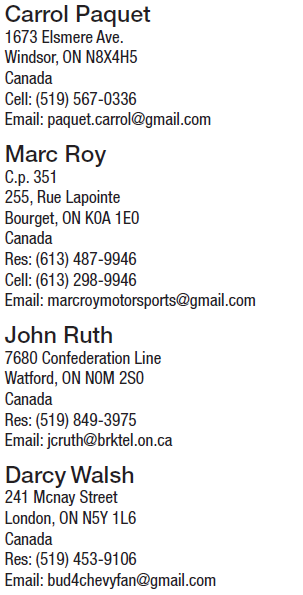 Carrol Paquet
1673 Elsmere Ave.
Windsor, ON N8X4H5
Canada
Cell: (519) 567-0336
Email: paquet.carrol@gmail.com
Marc Roy
C.p. 351
255, Rue Lapointe
Bourget, ON K0A 1E0
Canada
Res: (613) 487-9946
Cell: (613) 298-9946
Email: marcroymotorsports@gmail.com
John Ruth
7680 Confederation Line
Watford, ON N0M 2S0
Canada
Res: (519) 849-3975
Email: jcruth@brktel.on.ca
Darcy Walsh
241 Mcnay Street
London, ON N5Y 1L6
Canada
Res: (519) 453-9106
Email: bud4chevyfan@gmail.com